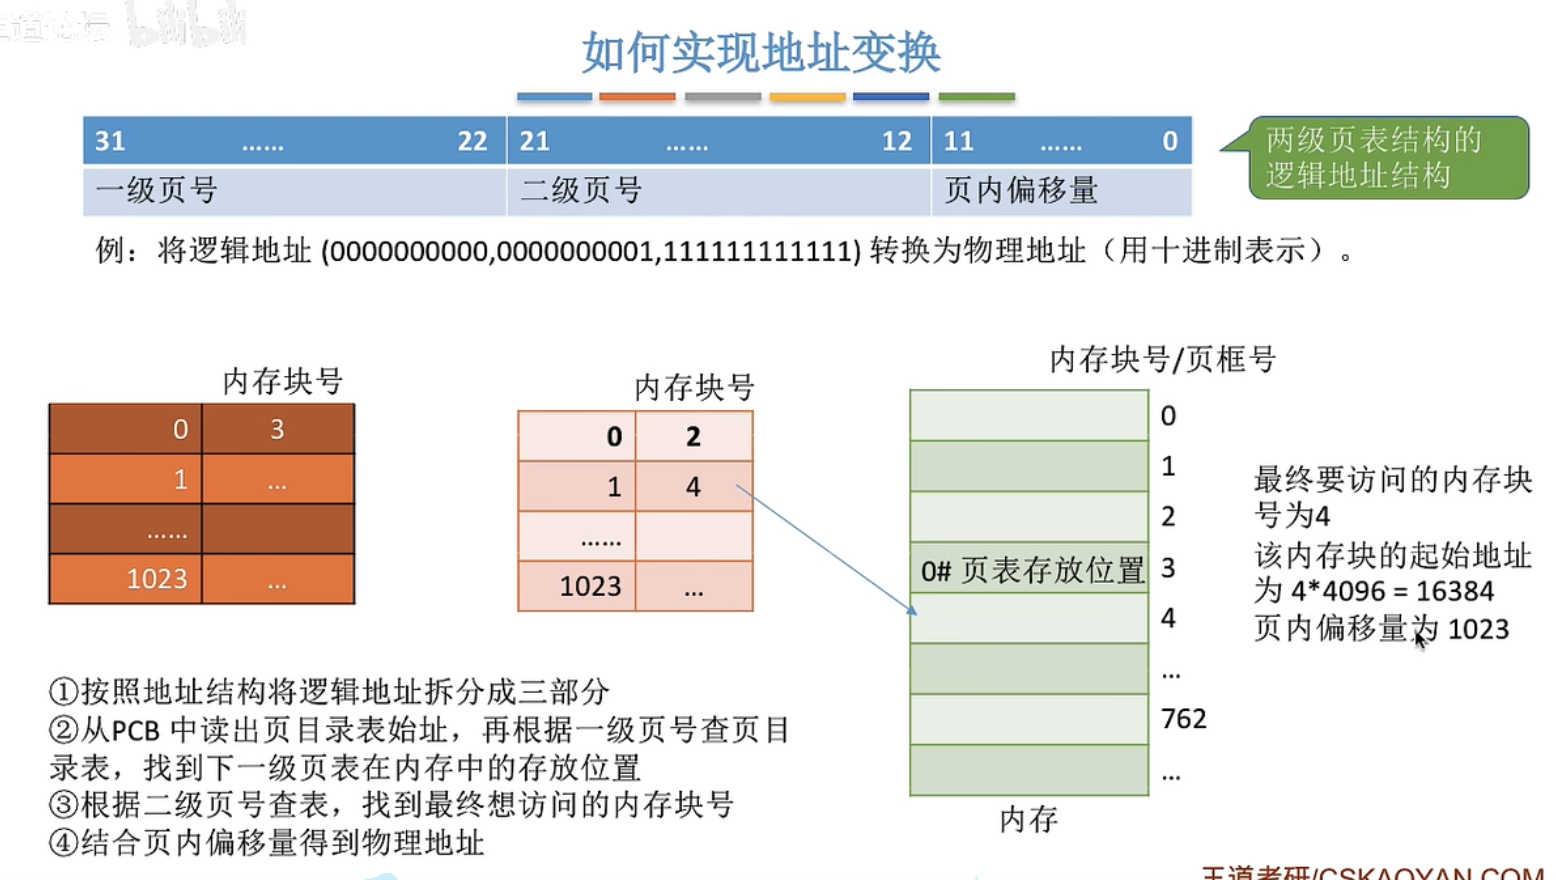 道论坛 bilibili
如何实现地址变换
31 …… 22 21 …… 12 11 …… 0
一级页号 二级页号 页内偏移量
两级页表结构的
逻辑地址结构
例：将逻辑地址 (0000000000,0000000001,111111111111) 转换为物理地址（用十进制表示）。
内存块号
0 3
1 …
……
1023 …
内存块号
0 2
1 4
……
1023 …
内存块号/页框号
0
1
2
0# 页表存放位置 3
4
…
762
…
内存
最终要访问的内存块
号为4
该内存块的起始地址
为 4*4096 = 16384
页内偏移量为 1023
①按照地址结构将逻辑地址拆分成三部分
②从PCB 中读出页目录表始址，再根据一级页号查页目
录表，找到下一级页表在内存中的存放位置
③根据二级页号查表，找到最终想访问的内存块号
④结合页内偏移量得到物理地址
王道考研/CSKAOYAN.COM